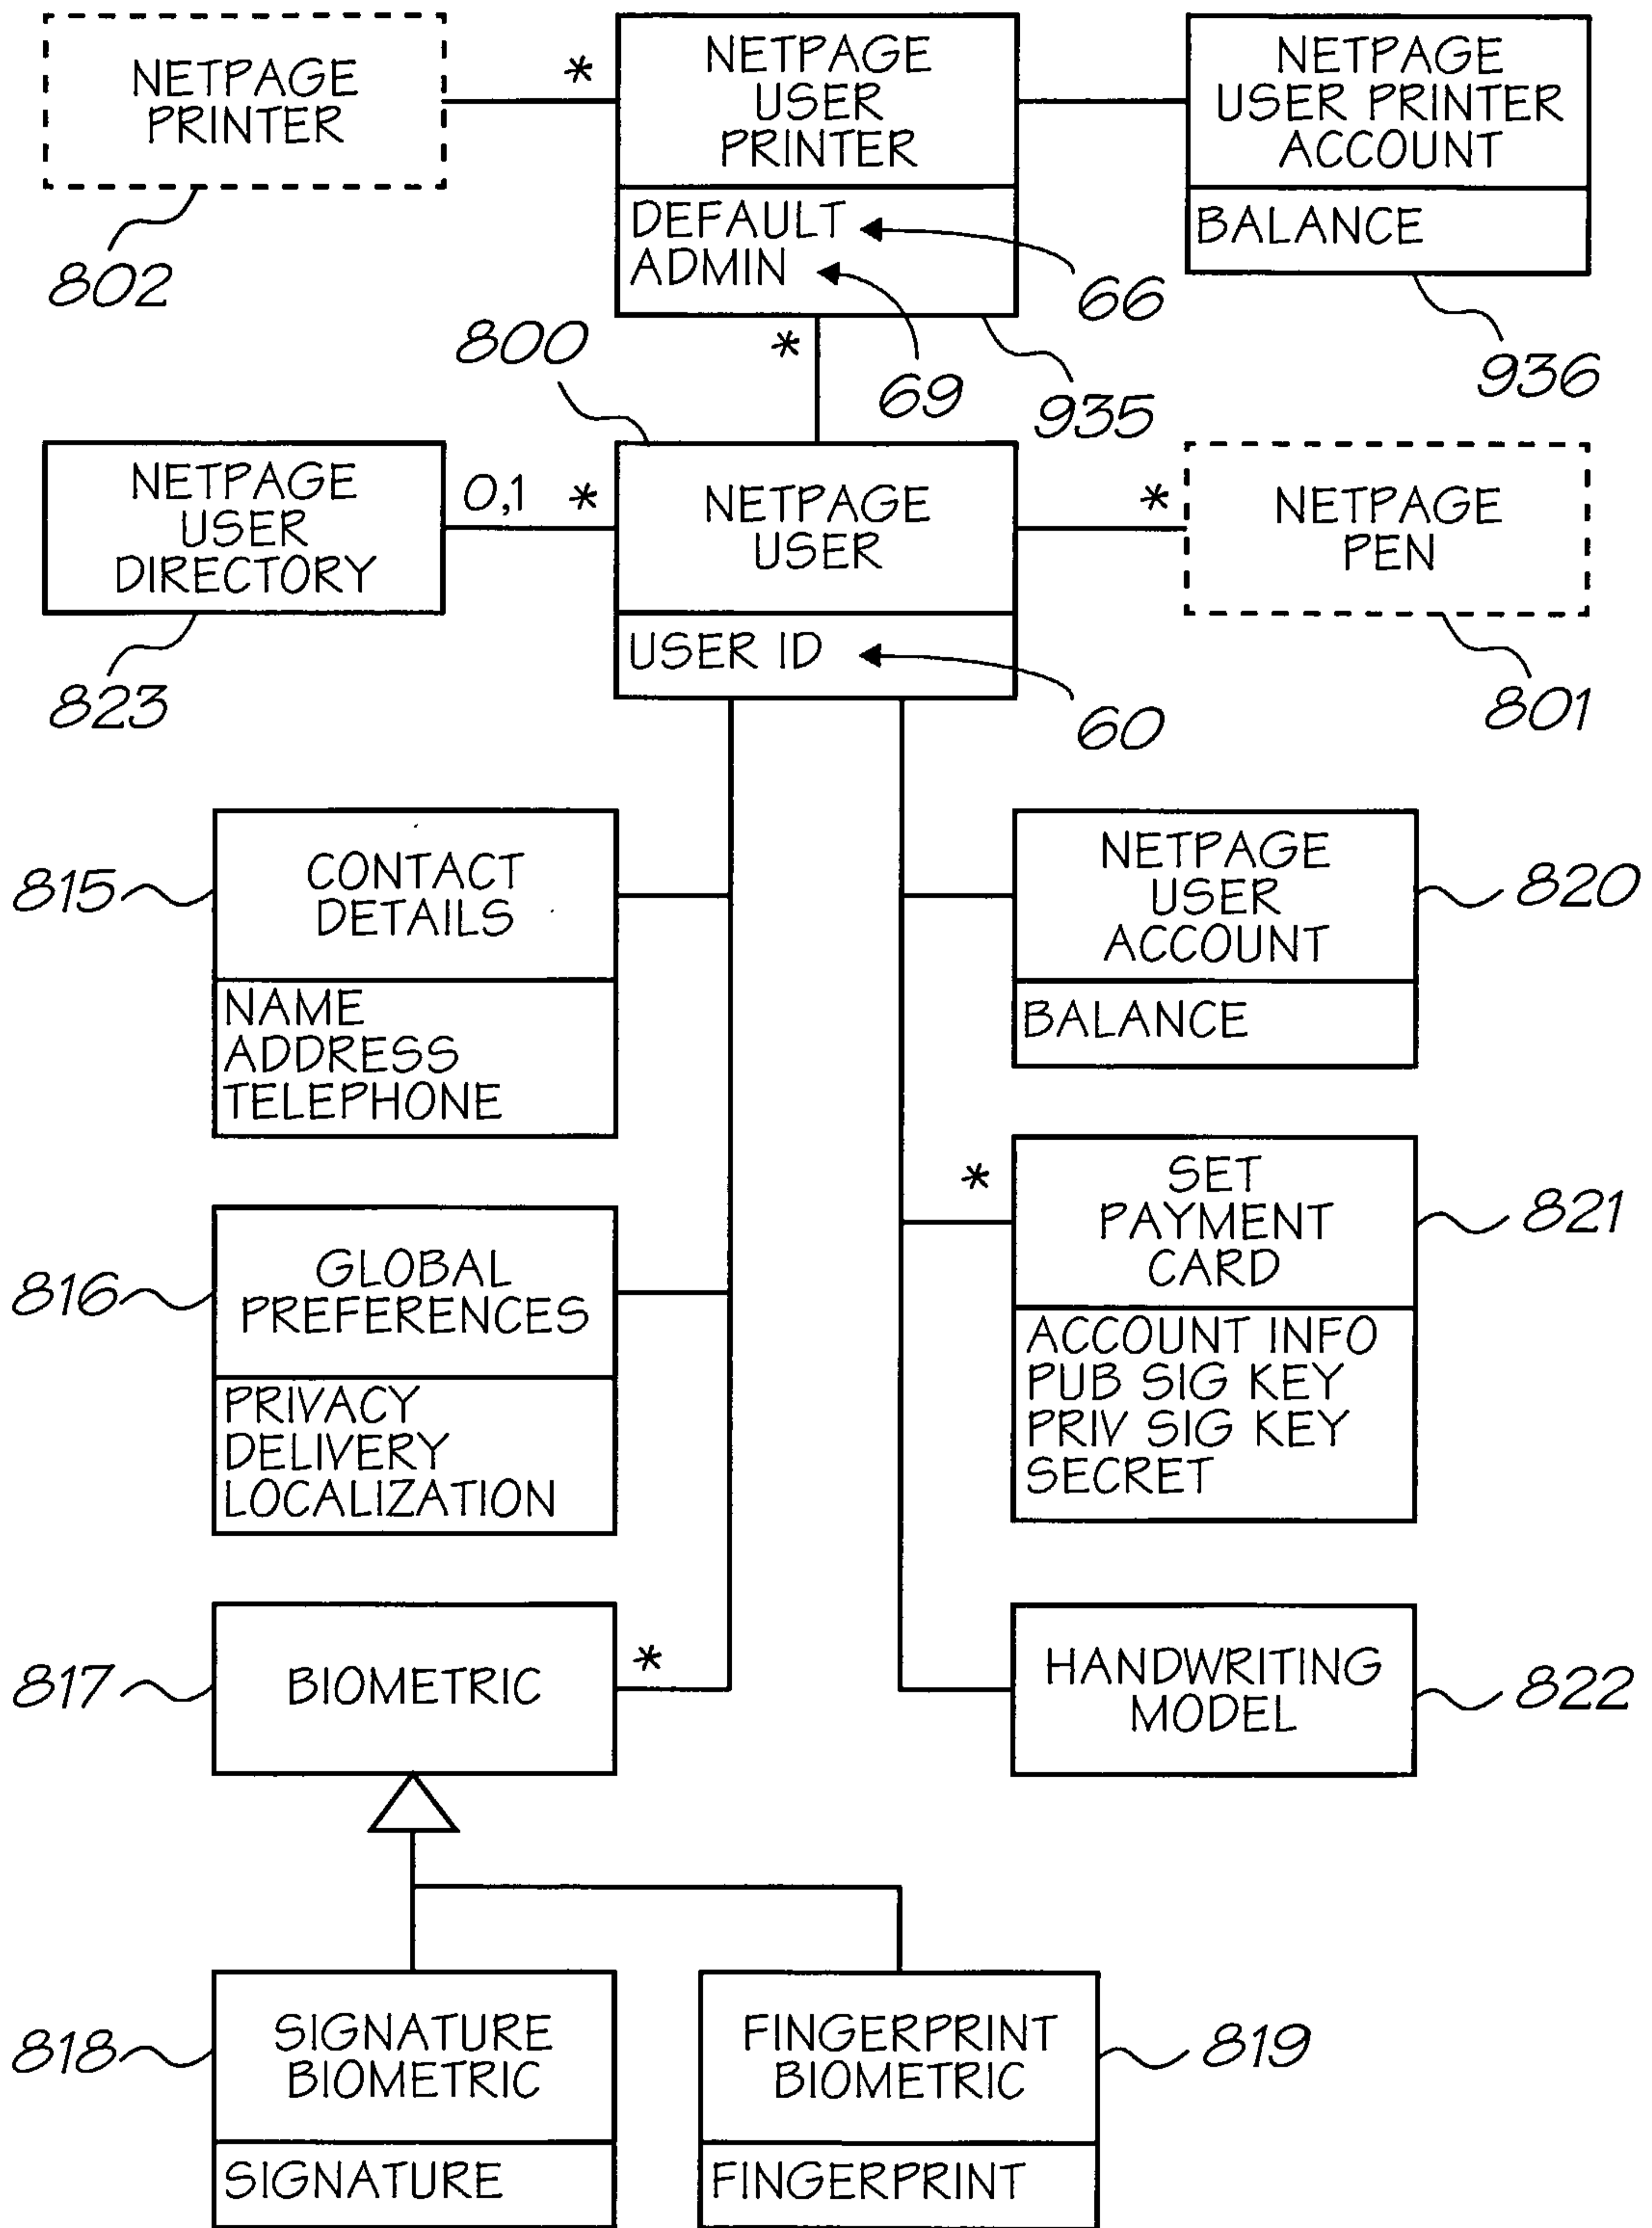 NETPAGE
PRINTER
802
*
NETPAGE
USER
PRINTER
DEFAULT
ADMIN
66
69
935
NETPAGE
USER PRINTER
ACCOUNT
BALANCE
936
*
800
NETPAGE
USER
DIRECTORY
823
0,1 *
NETPAGE
USER
USER ID
60
*
NETPAGE
PEN
801
815
CONTACT
DETAILS
NAME
ADDRESS
TELEPHONE
NETPAGE
USER
ACCOUNT
BALANCE
820
816
GLOBAL
PREFERENCES
PRIVACY
DELIVERY
LOCALIZATION
*
SET
PAYMENT
CARD
ACCOUNT INFO
PUB SIG KEY
PRIV SIG KEY
SECRET
821
817
BIOMETRIC
*
HANDWRITING
MODEL
822
818
SIGNATURE
BIOMETRIC
SIGNATURE
FINGERPRINT
BIOMETRIC
FINGERPRINT
819